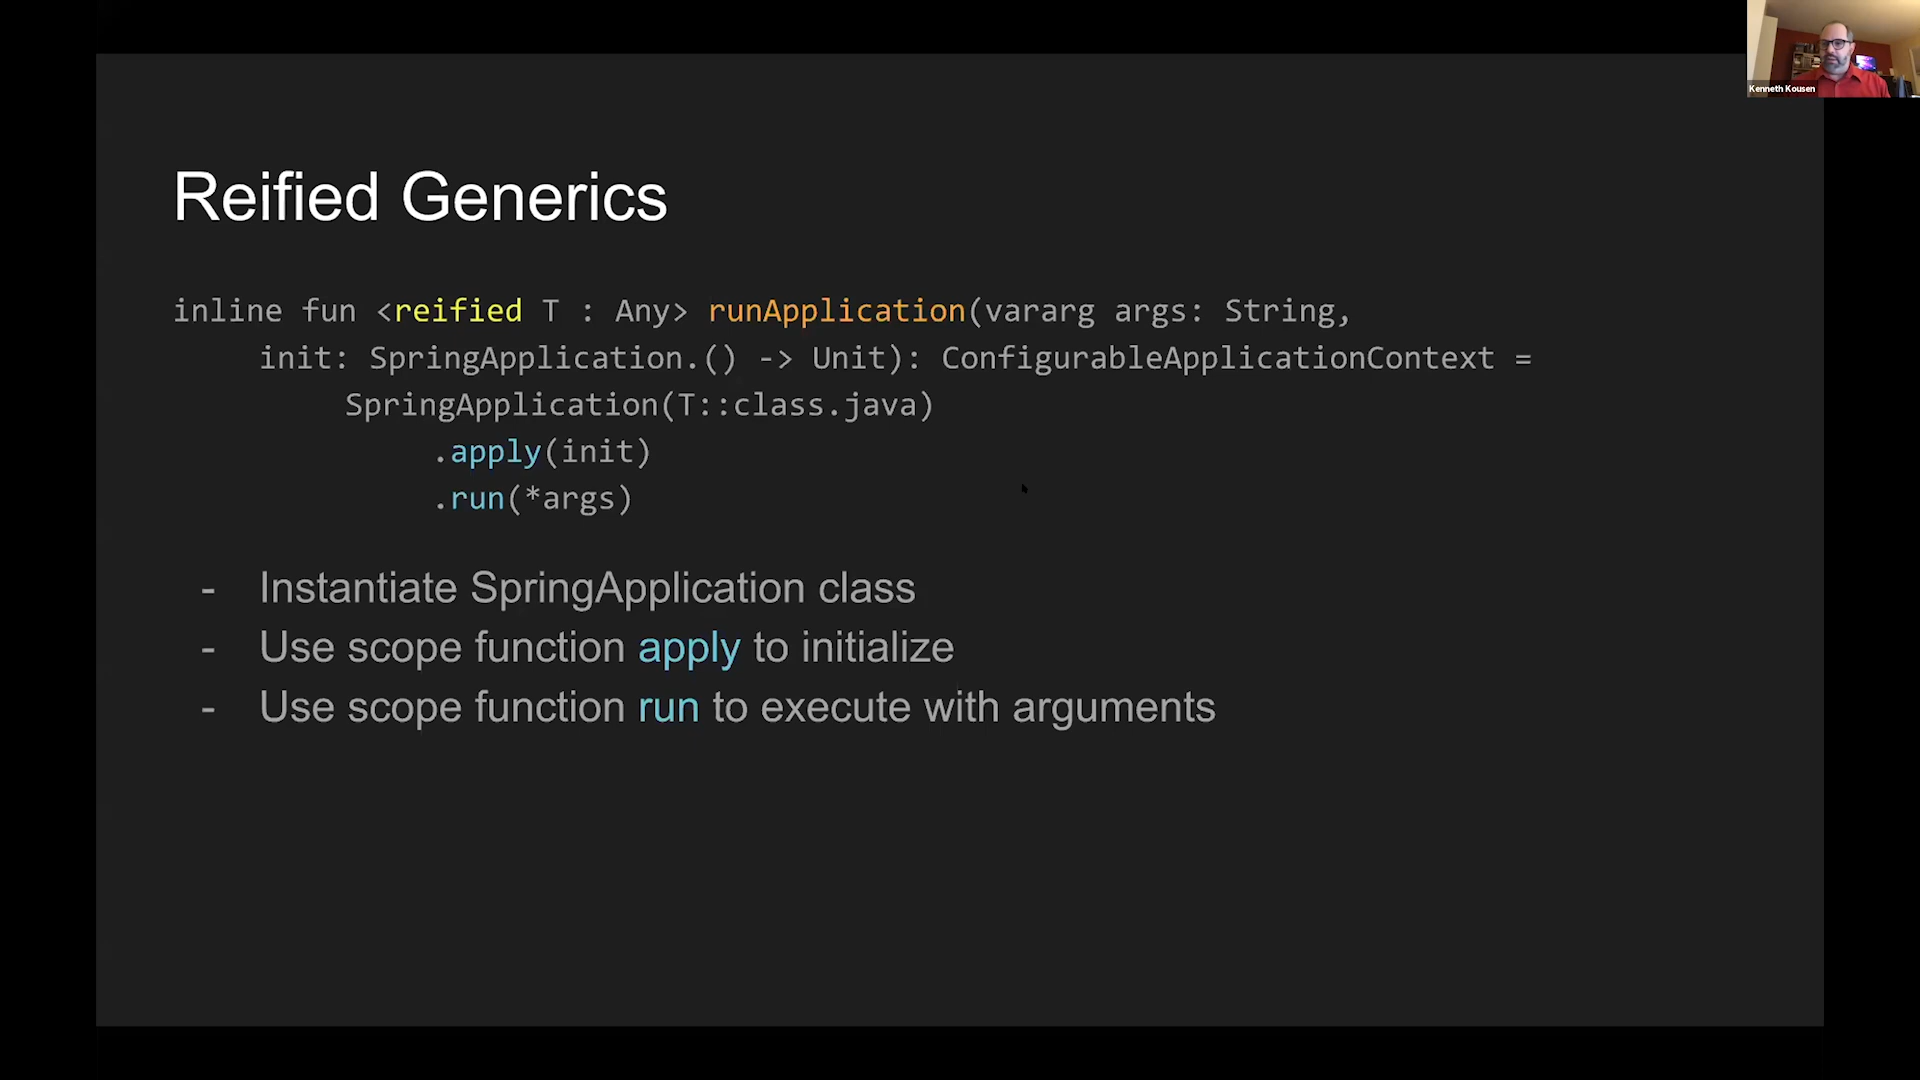 Kenneth Kousen
Reified Generics
inline fun <reified T : Any> runApplication(vararg args: String,
init: SpringApplication.() -> Unit): ConfigurableApplicationContext =
SpringApplication(T::class.java)
.apply(init)
.run(*args)
- Instantiate SpringApplication class
- Use scope function apply to initialize
- Use scope function run to execute with arguments